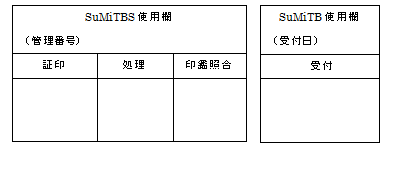 SuMiTBS使用欄
（管理番号）
証印 処理 印鑑照合
SuMiTB使用欄
（受付日）
受付